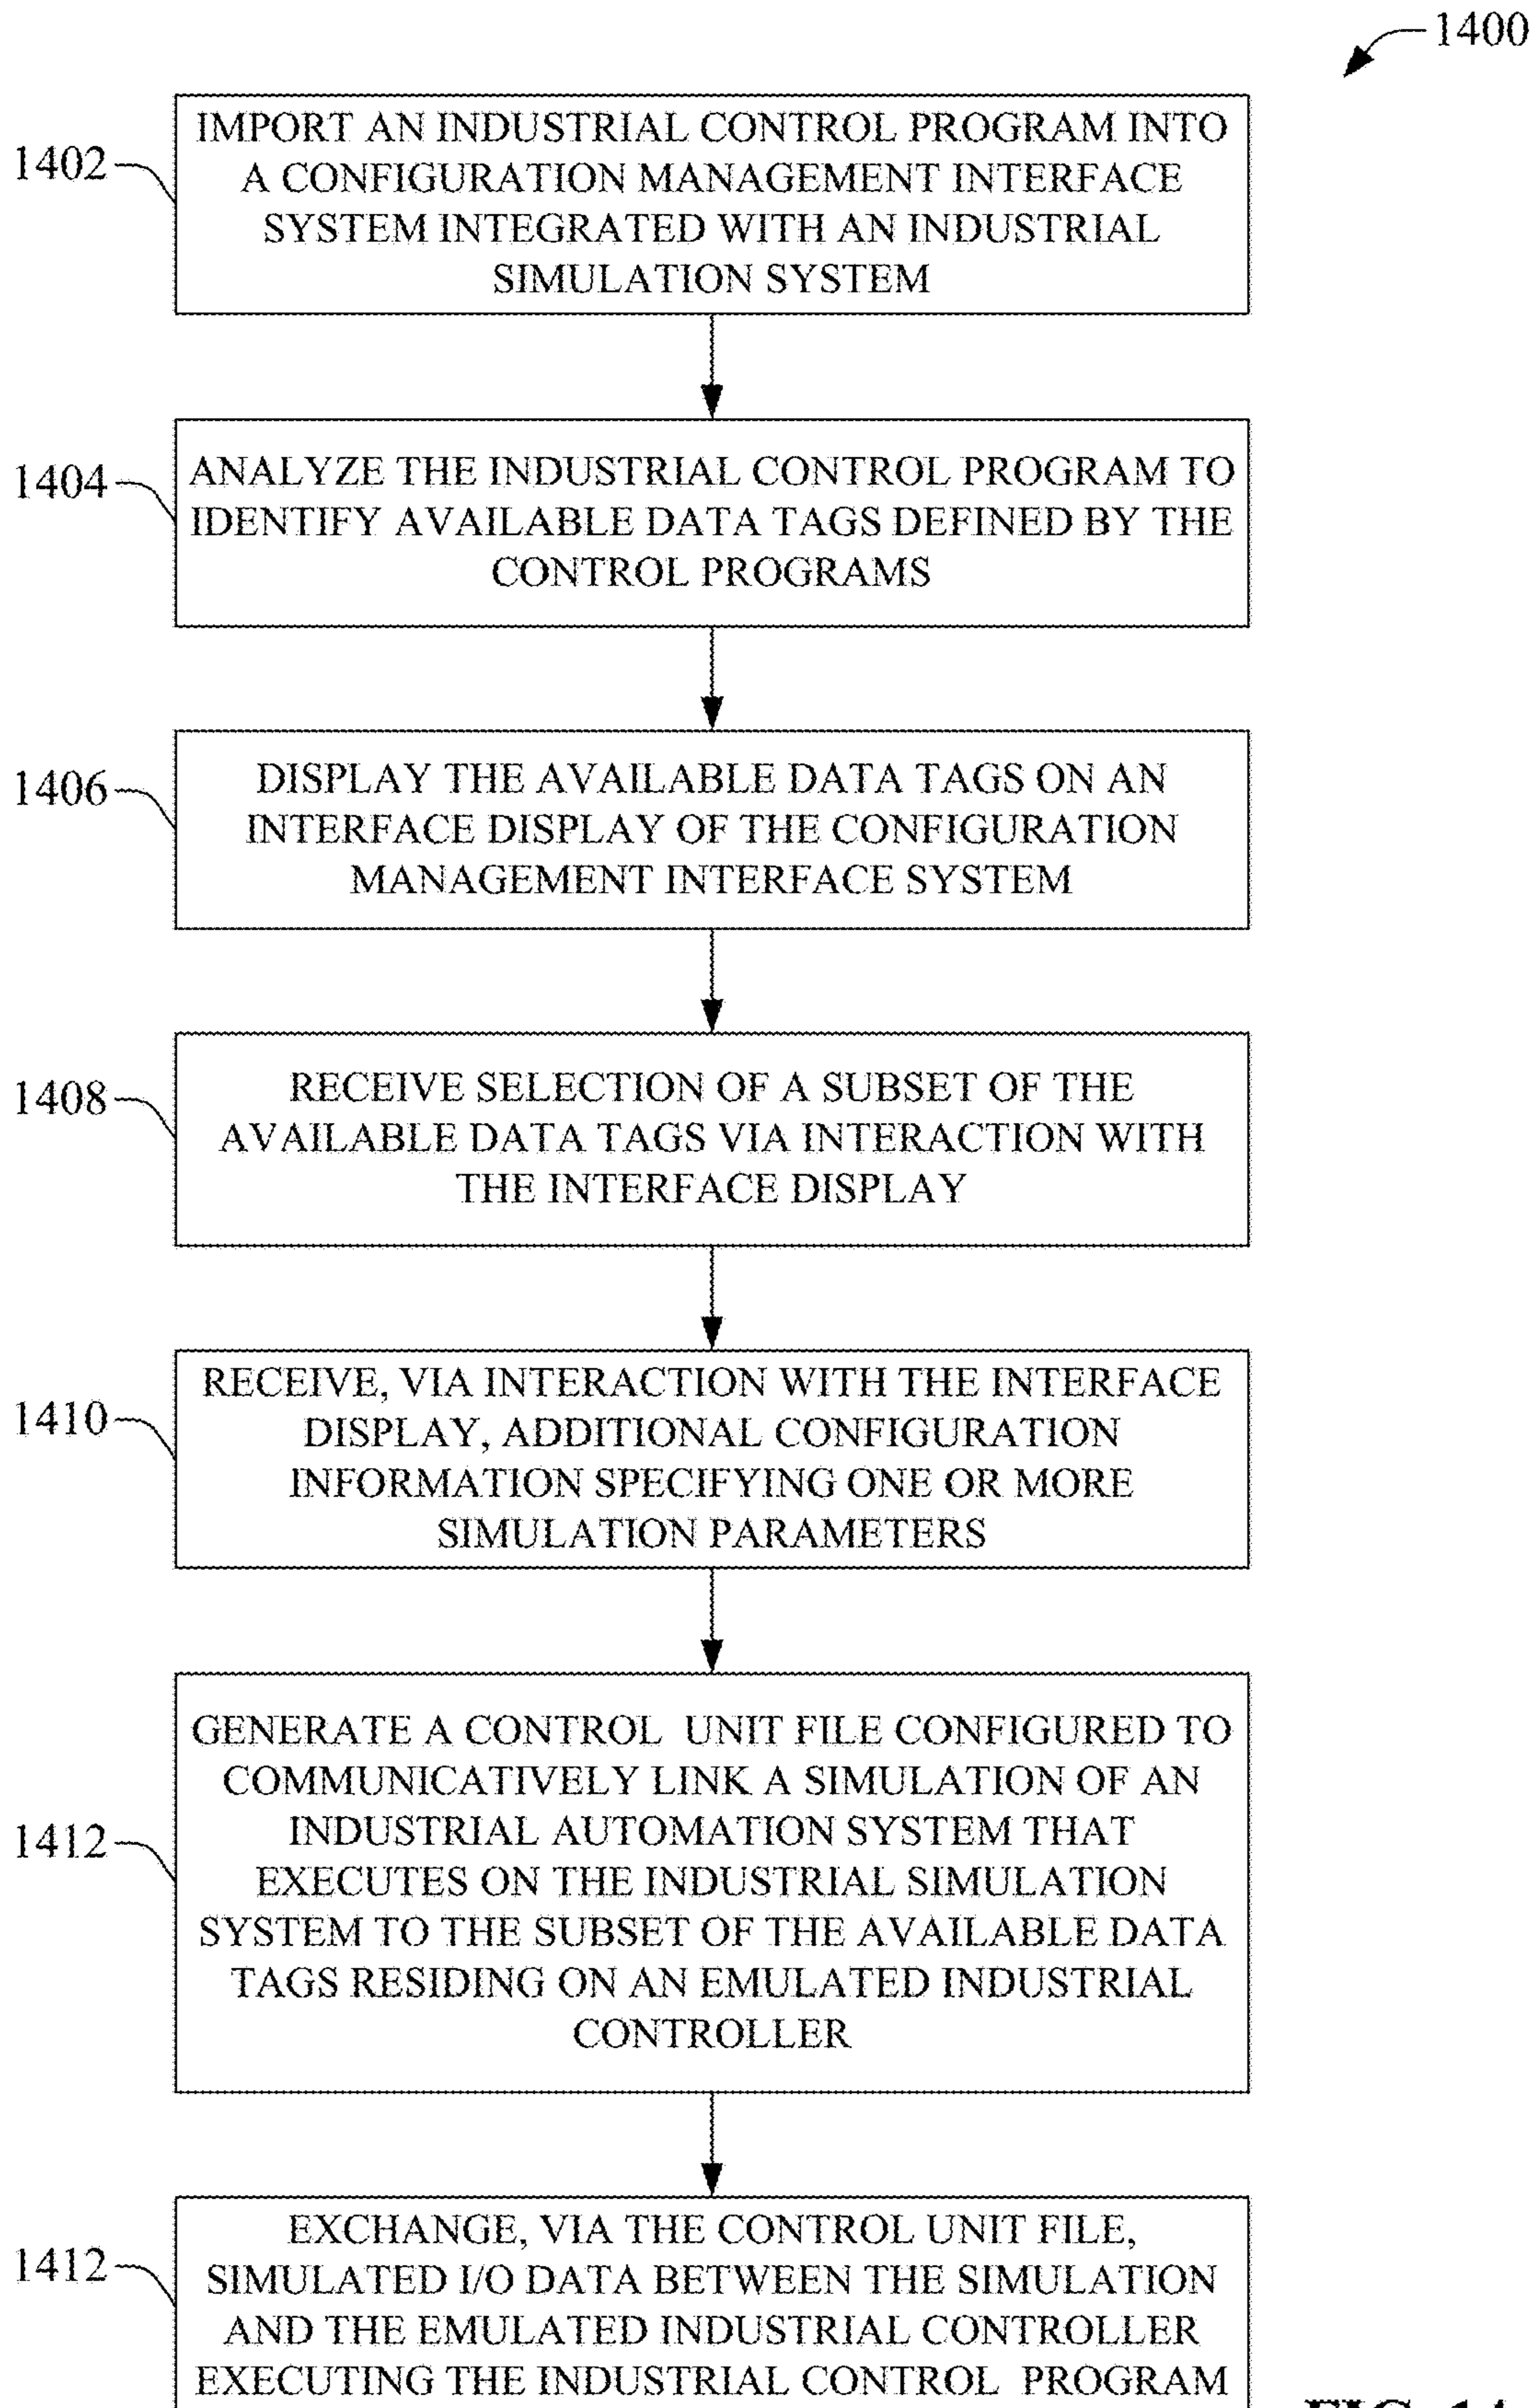 1400
1402
IMPORT AN INDUSTRIAL CONTROL PROGRAM INTO
A CONFIGURATION MANAGEMENT INTERFACE
SYSTEM INTEGRATED WITH AN INDUSTRIAL
SIMULATION SYSTEM
1404
ANALYZE THE INDUSTRIAL CONTROL PROGRAM TO
IDENTIFY AVAILABLE DATA TAGS DEFINED BY THE
CONTROL PROGRAMS
1406
DISPLAY THE AVAILABLE DATA TAGS ON AN
INTERFACE DISPLAY OF THE CONFIGURATION
MANAGEMENT INTERFACE SYSTEM
1408
RECEIVE SELECTION OF A SUBSET OF THE
AVAILABLE DATA TAGS VIA INTERACTION WITH
THE INTERFACE DISPLAY
1410
RECEIVE, VIA INTERACTION WITH THE INTERFACE
DISPLAY, ADDITIONAL CONFIGURATION
INFORMATION SPECIFYING ONE OR MORE
SIMULATION PARAMETERS
1412
GENERATE A CONTROL UNIT FILE CONFIGURED TO
COMMUNICATIVELY LINK A SIMULATION OF AN
INDUSTRIAL AUTOMATION SYSTEM THAT
EXECUTES ON THE INDUSTRIAL SIMULATION
SYSTEM TO THE SUBSET OF THE AVAILABLE DATA
TAGS RESIDING ON AN EMULATED INDUSTRIAL
CONTROLLER
1412
EXCHANGE, VIA THE CONTROL UNIT FILE,
SIMULATED I/O DATA BETWEEN THE SIMULATION
AND THE EMULATED INDUSTRIAL CONTROLLER
EXECUTING THE INDUSTRIAL CONTROL PROGRAM